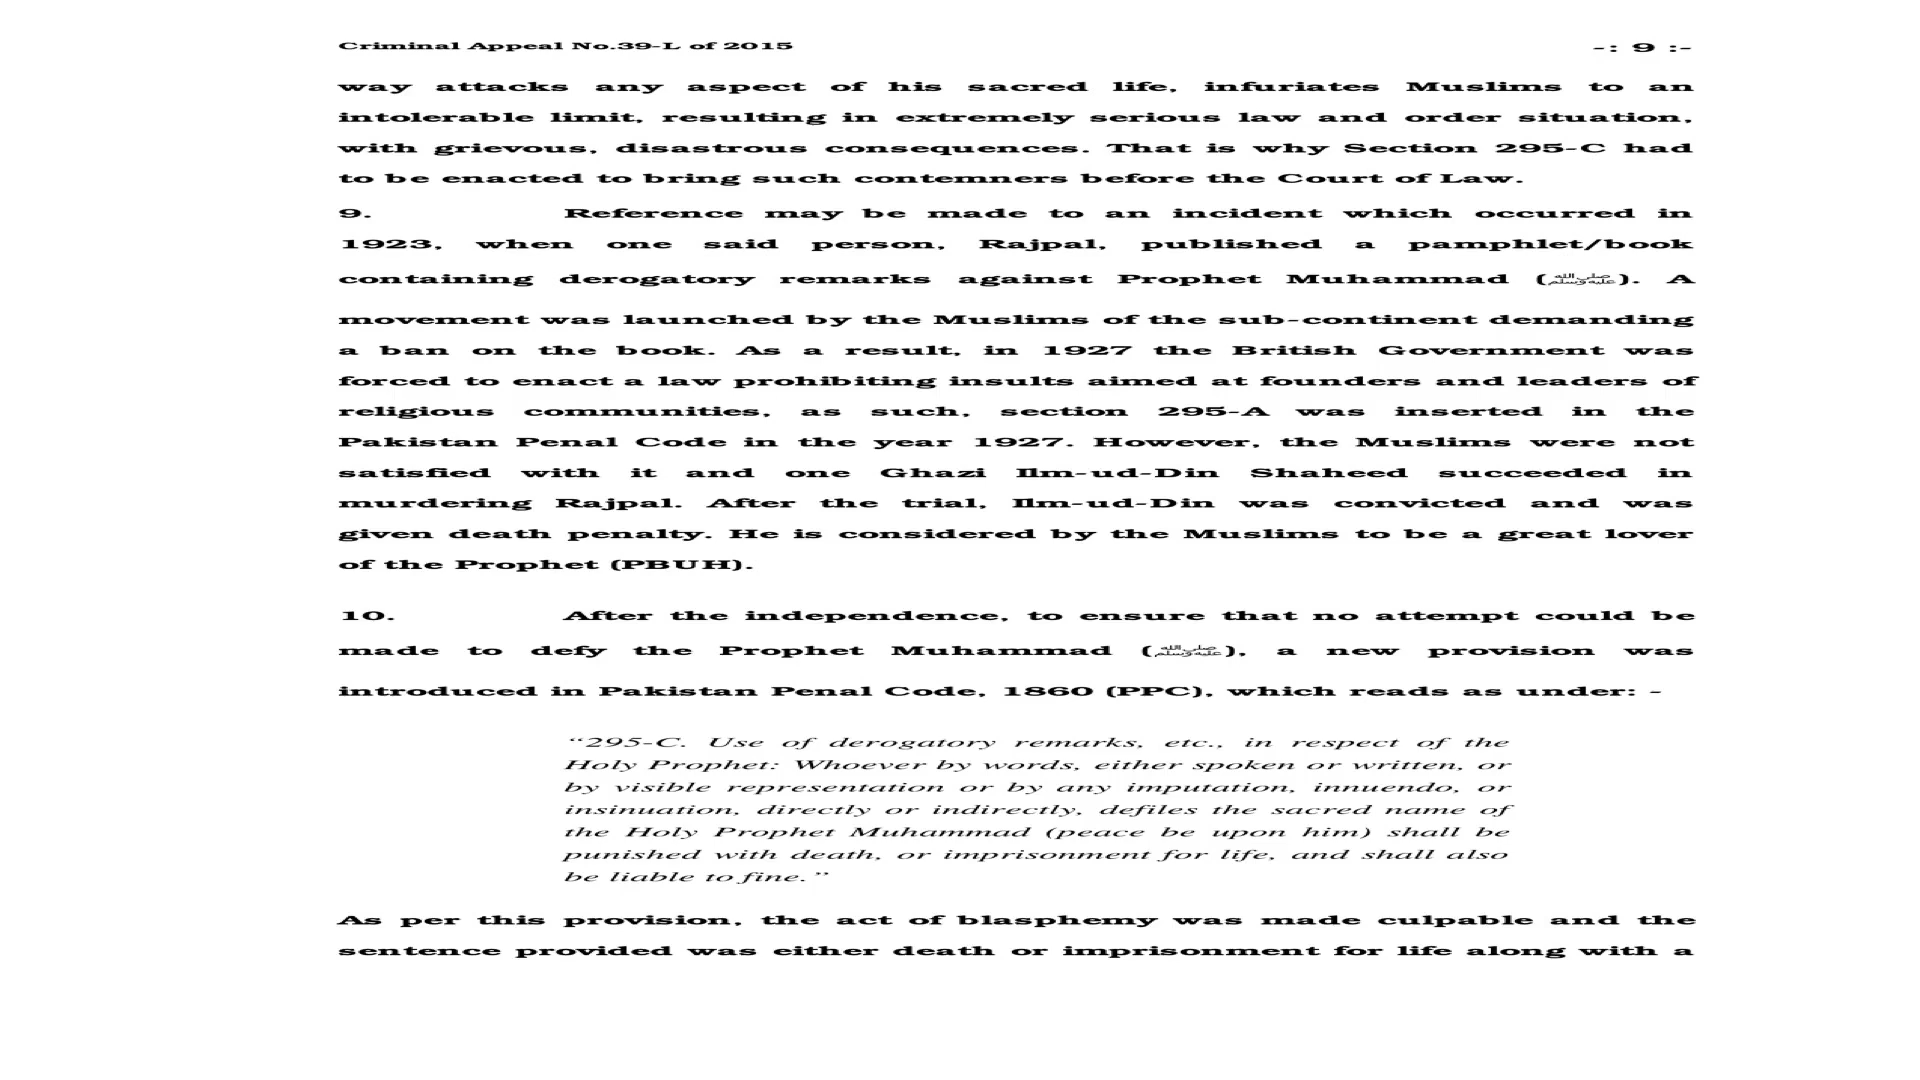 Criminal Appeal No.39-L of 2015 -: 9 :-
way attacks any aspect of his sacred life, infuriates Muslims to an
intolerable limit, resulting in extremely serious law and order situation,
with grievous, disastrous consequences. That is why Section 295-C had
to be enacted to bring such contemners before the Court of Law.
9. Reference may be made to an incident which occurred in
1923, when one said person, Rajpal, published a pamphlet/book
containing derogatory remarks against Prophet Muhammad (ﷺ). A
movement was launched by the Muslims of the sub-continent demanding
a ban on the book. As a result, in 1927 the British Government was
forced to enact a law prohibiting insults aimed at founders and leaders of
religious communities, as such, section 295-A was inserted in the
Pakistan Penal Code in the year 1927. However, the Muslims were not
satisfied with it and one Ghazi Ilm-ud-Din Shaheed succeeded in
murdering Rajpal. After the trial, Ilm-ud-Din was convicted and was
given death penalty. He is considered by the Muslims to be a great lover
of the Prophet (PBUH).
10. After the independence, to ensure that no attempt could be
made to defy the Prophet Muhammad (ﷺ), a new provision was
introduced in Pakistan Penal Code, 1860 (PPC), which reads as under: -
“295-C. Use of derogatory remarks, etc., in respect of the
Holy Prophet: Whoever by words, either spoken or written, or
by visible representation or by any imputation, innuendo, or
insinuation, directly or indirectly, defiles the sacred name of
the Holy Prophet Muhammad (peace be upon him) shall be
punished with death, or imprisonment for life, and shall also
be liable to fine.”
As per this provision, the act of blasphemy was made culpable and the
sentence provided was either death or imprisonment for life along with a